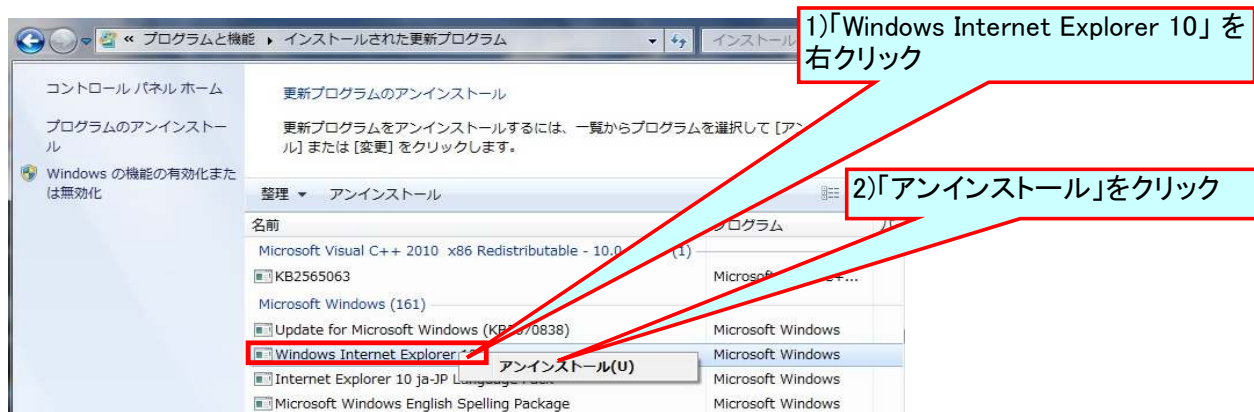 1)「Windows Internet Explorer 10」 を
右クリック
« プログラムと機能 ▸ インストールされた更新プログラム
インストール
コントロール パネル ホーム
プログラムのアンインストー
ル
Windows の機能の有効化また
は無効化
更新プログラムのアンインストール
更新プログラムをアンインストールするには、一覧からプログラムを選択して [アン
ル] または [変更] をクリックします。
2)「アンインストール」をクリック
整理 ▼ アンインストール
名前 プログラム
Microsoft Visual C++ 2010 x86 Redistributable - 10.0 (1)
KB2565063 Microsoft
Microsoft Windows (161)
Update for Microsoft Windows Microsoft Windows
Windows Internet Explorer Microsoft Windows
アンインストール(U)
Internet Explorer 10 ja-JP Microsoft Windows
Microsoft Windows English Spelling Package Microsoft Windows